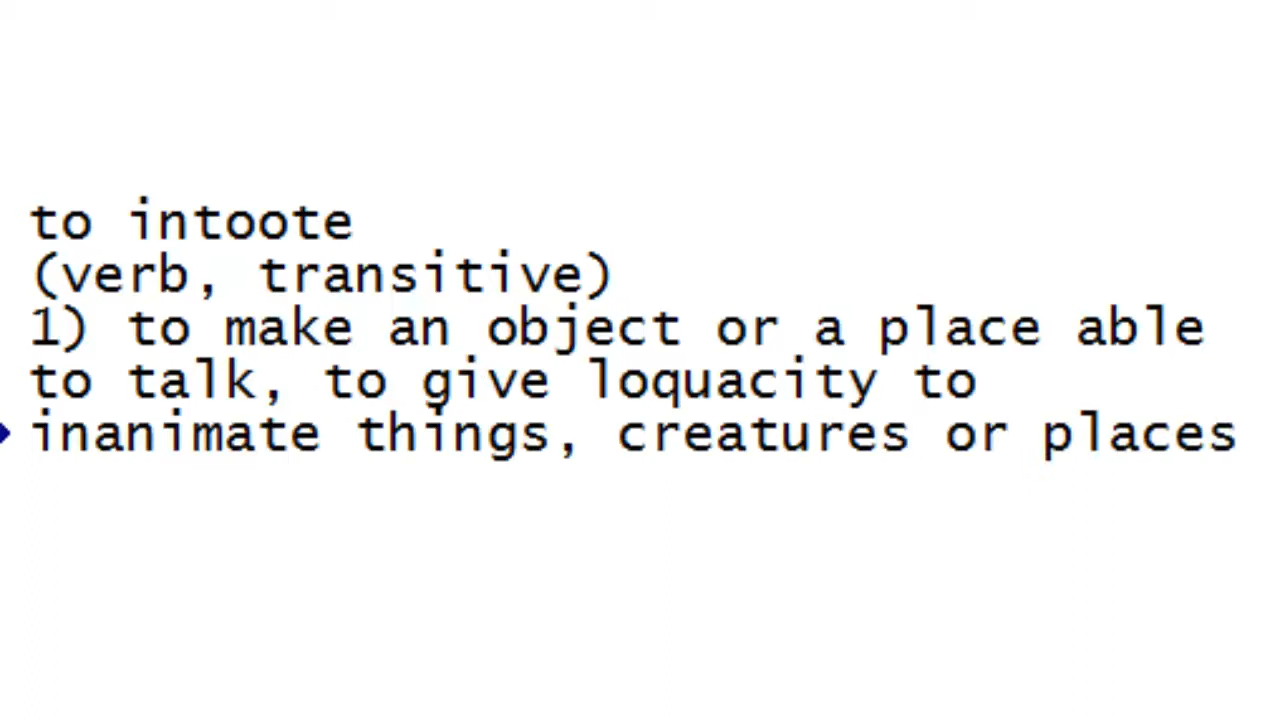 to intoote
(verb, transitive)
1) to make an object or a place able
to talk, to give loquacity to
inanimate things, creatures or places